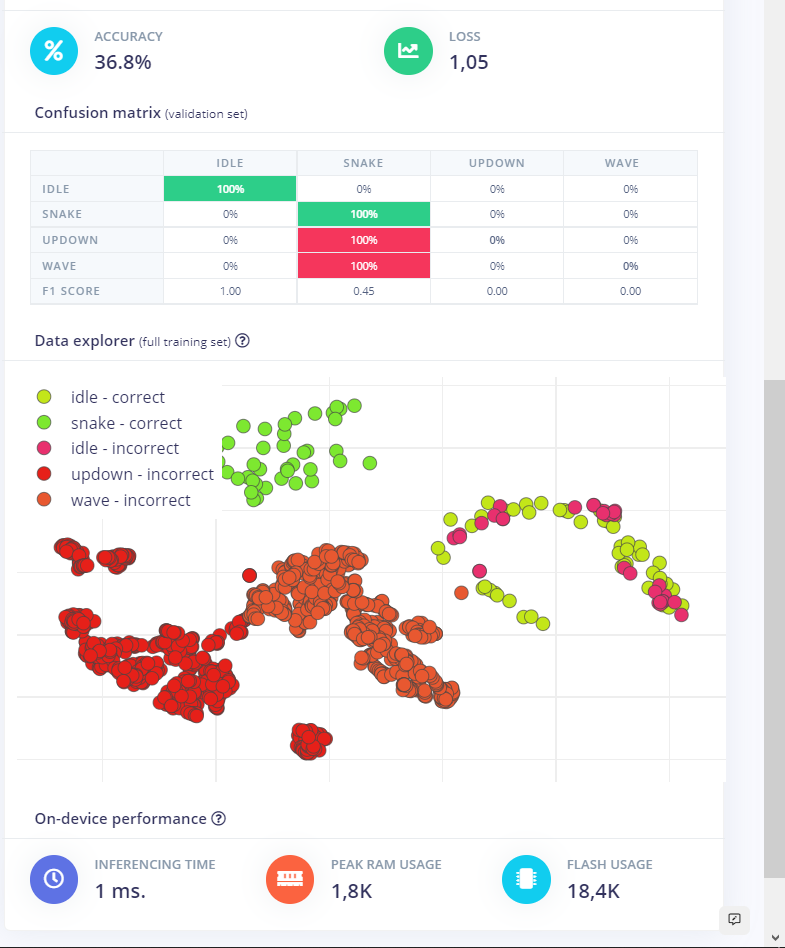 ACCURACY LOSS
36.8% 1,05
Confusion matrix (validation set)
IDLE SNAKE UPDOWN WAVE
IDLE 100% 0% 0% 0%
SNAKE 0% 100% 0% 0%
UPDOWN 0% 100% 0% 0%
WAVE 0% 100% 0% 0%
F1 SCORE 1.00 0.45 0.00 0.00
Data explorer (full training set) ?
idle - correct
snake - correct
idle - incorrect
updown - incorrect
wave - incorrect
On-device performance ?
INFERENCING TIME PEAK RAM USAGE FLASH USAGE
1 ms. 1,8K 18,4K